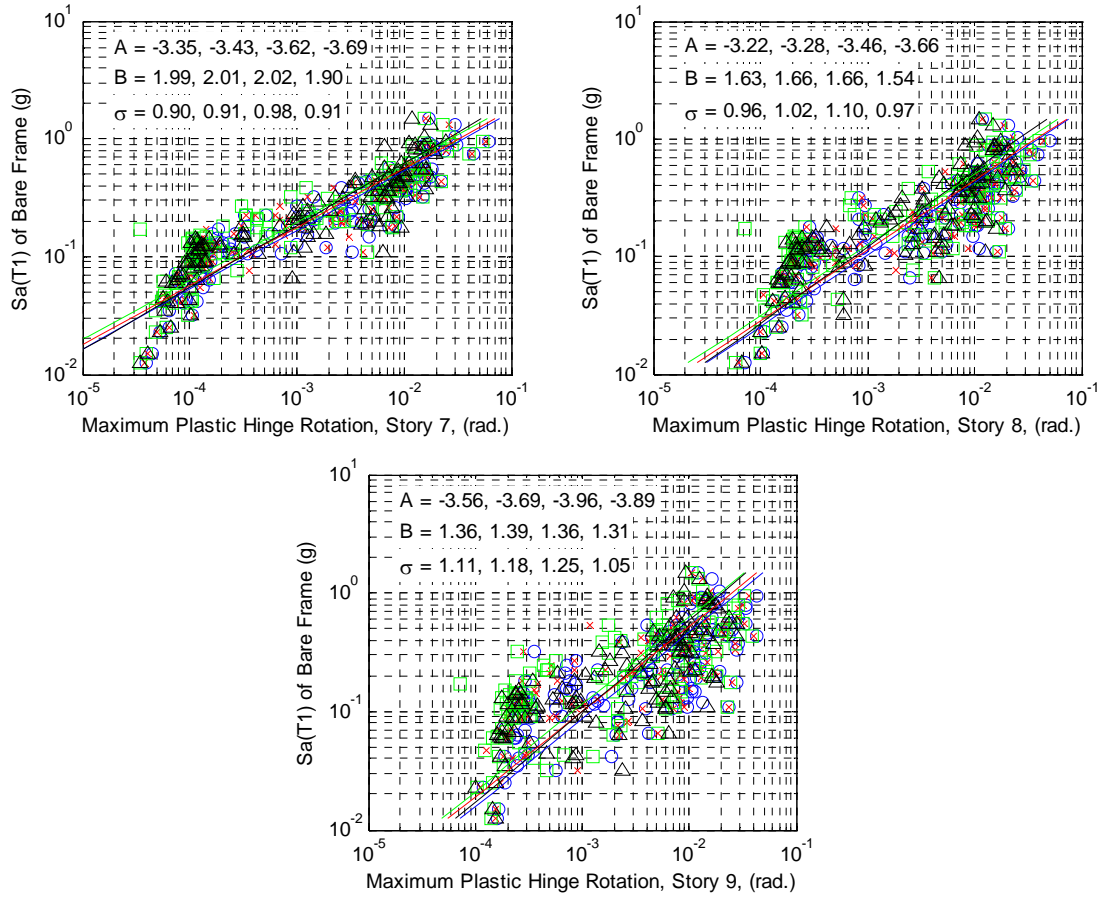 10^1
A = -3.35, -3.43, -3.62, -3.69
B = 1.99, 2.01, 2.02, 1.90
σ = 0.90, 0.91, 0.98, 0.91
10^0
10^-1
10^-2
Sa(T1) of Bare Frame (g)
10^-5 10^-4 10^-3 10^-2 10^-1
Maximum Plastic Hinge Rotation, Story 7, (rad.)
10^1
A = -3.22, -3.28, -3.46, -3.66
B = 1.63, 1.66, 1.66, 1.54
σ = 0.96, 1.02, 1.10, 0.97
10^0
10^-1
10^-2
Sa(T1) of Bare Frame (g)
10^-5 10^-4 10^-3 10^-2 10^-1
Maximum Plastic Hinge Rotation, Story 8, (rad.)
10^1
A = -3.56, -3.69, -3.96, -3.89
B = 1.36, 1.39, 1.36, 1.31
σ = 1.11, 1.18, 1.25, 1.05
10^0
10^-1
10^-2
Sa(T1) of Bare Frame (g)
10^-5 10^-4 10^-3 10^-2 10^-1
Maximum Plastic Hinge Rotation, Story 9, (rad.)